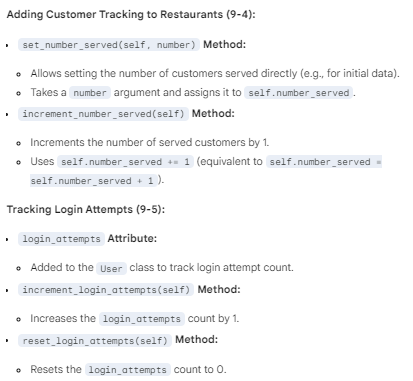 Adding Customer Tracking to Restaurants (9-4):
• set_number_served(self, number) Method:
o Allows setting the number of customers served directly (e.g., for initial data).
o Takes a number argument and assigns it to self.number_served.
• increment_number_served(self) Method:
o Increments the number of served customers by 1.
o Uses self.number_served += 1 (equivalent to self.number_served =
self.number_served + 1).
Tracking Login Attempts (9-5):
• login_attempts Attribute:
o Added to the User class to track login attempt count.
• increment_login_attempts(self) Method:
o Increases the login_attempts count by 1.
• reset_login_attempts(self) Method:
o Resets the login_attempts count to 0.